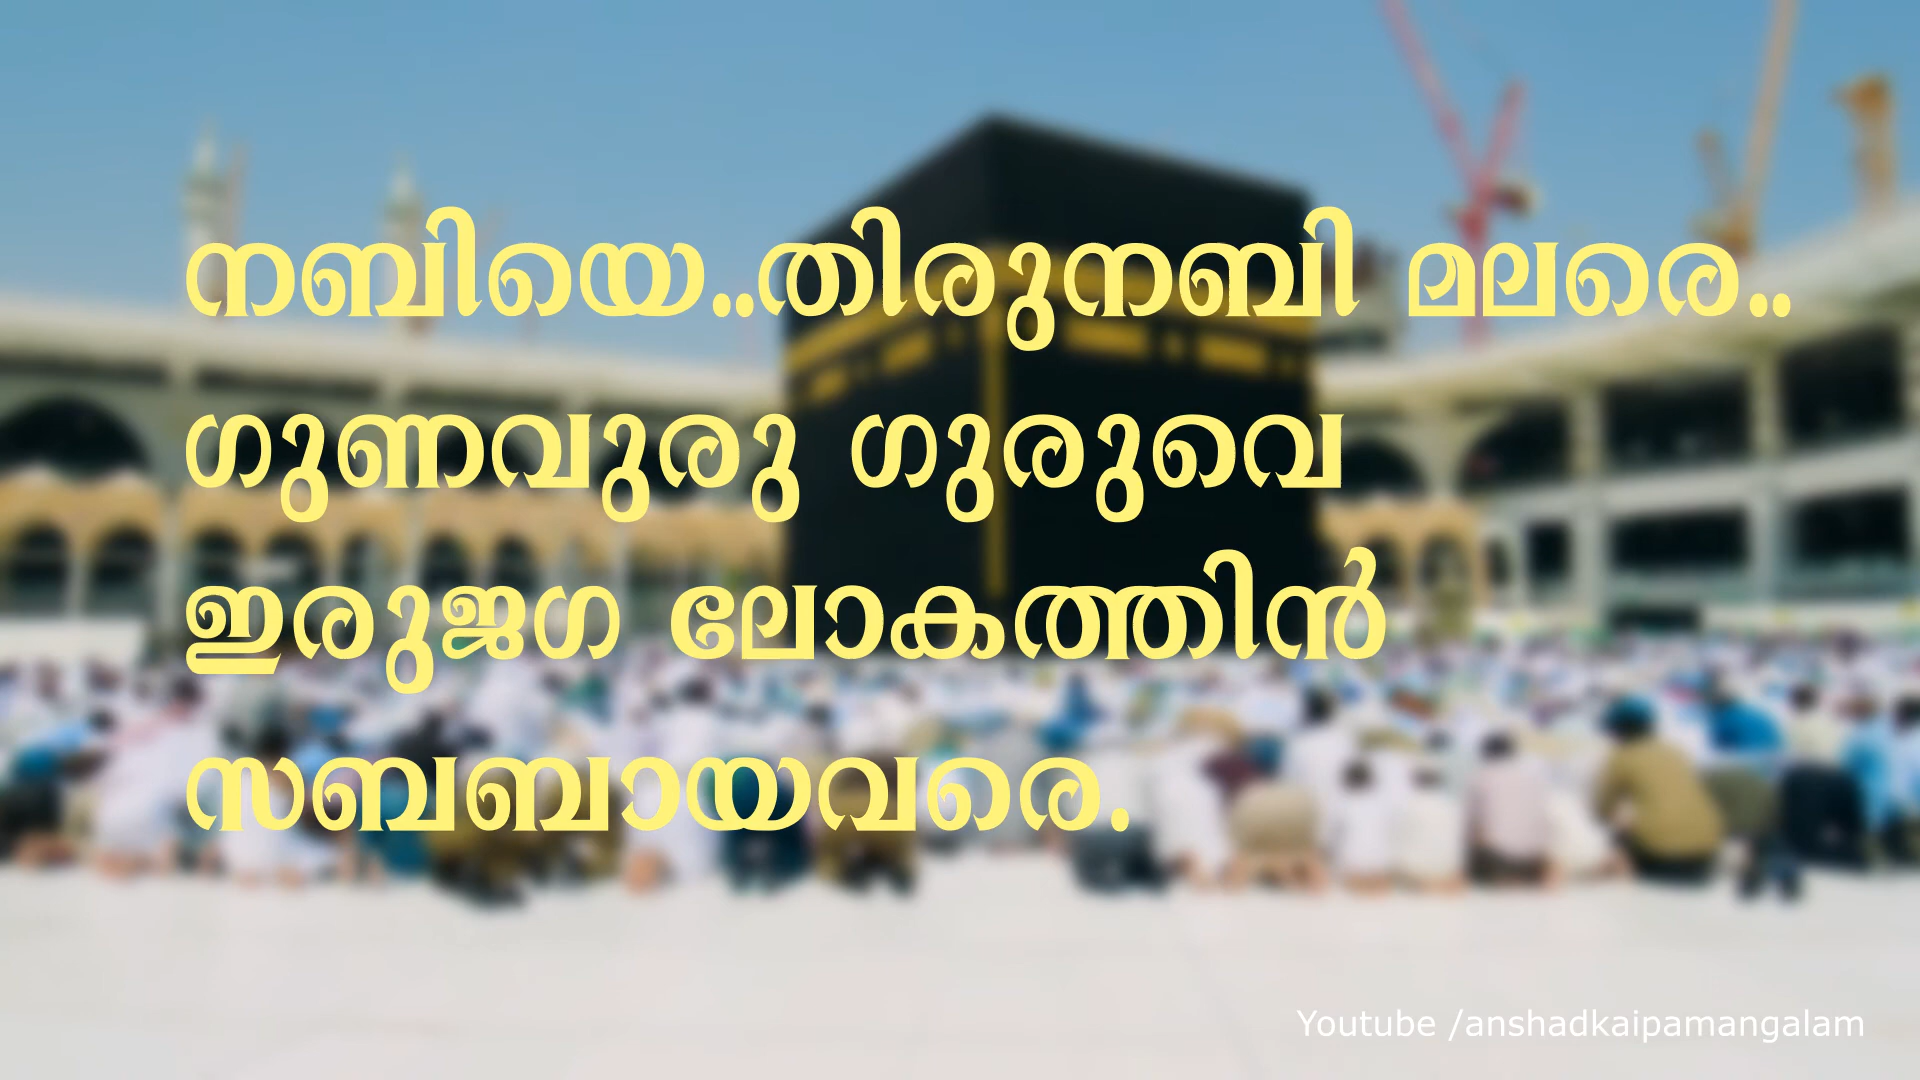 നബിയെ..തിരുനബി മലരെ..
ഗുണവുരു ഗുരുവെ
ഇരുജഗ ലോകത്തിൻ
സബബായവരെ.
Youtube /anshadkaipamangalam